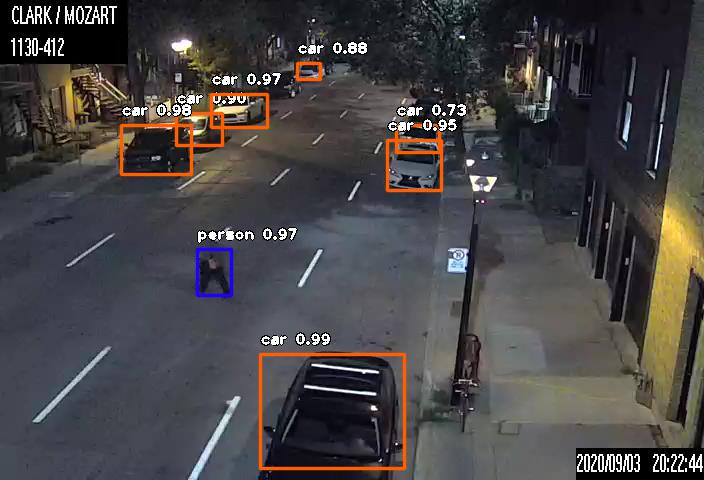 CLARK / MOZART
1130-412
car 0.88
car 0.97
car 0.90
car 0.98
car 0.73
car 0.95
person 0.97
car 0.99
2020/09/03 20:22:44